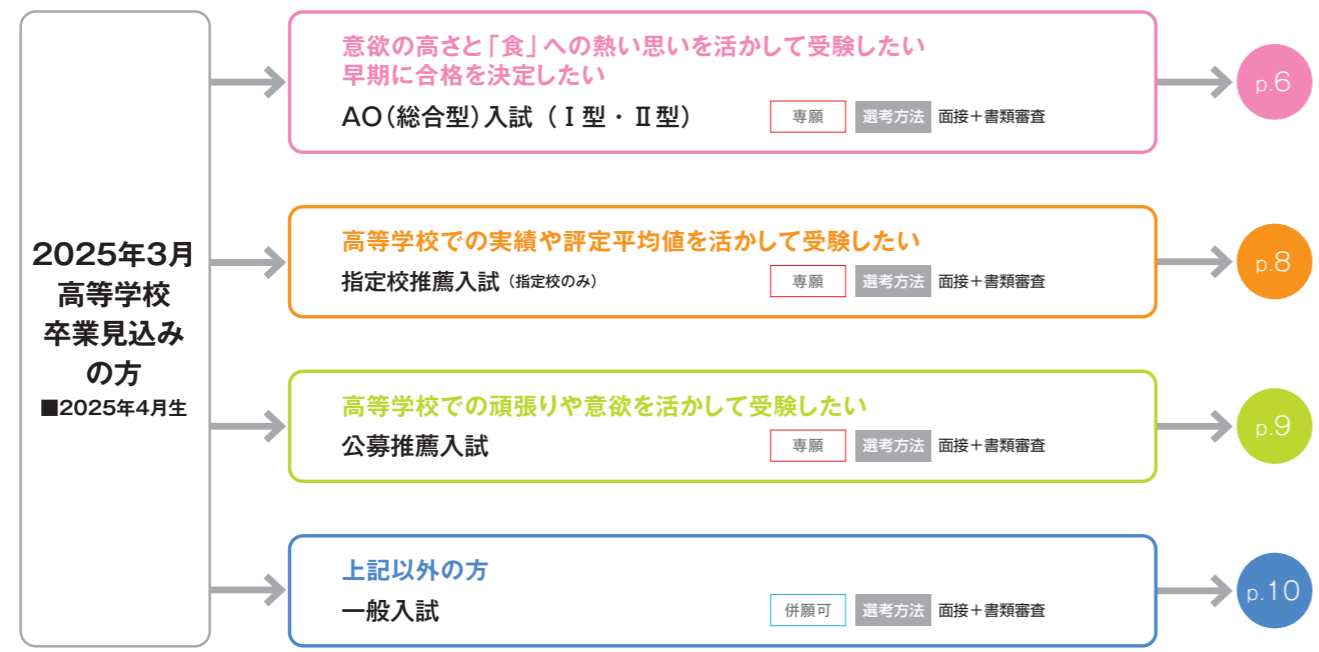 2025年3月
高等学校
卒業見込み
の方
■2025年4月生
意欲の高さと「食」への熱い思いを活かして受験したい
早期に合格を決定したい
AO(総合型)入試(Ⅰ型・Ⅱ型) 専願 選考方法 面接+書類審査
p.6
高等学校での実績や評定平均値を活かして受験したい
指定校推薦入試(指定校のみ) 専願 選考方法 面接+書類審査
p.8
高等学校での頑張りや意欲を活かして受験したい
公募推薦入試 専願 選考方法 面接+書類審査
p.9
上記以外の方
一般入試 併願可 選考方法 面接+書類審査
p.10